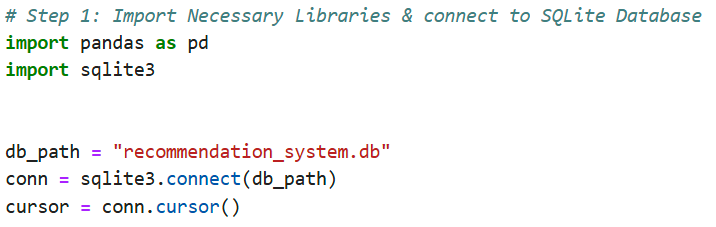 # Step 1: Import Necessary Libraries & connect to SQLite Database
import pandas as pd
import sqlite3
db_path = "recommendation_system.db"
conn = sqlite3.connect(db_path)
cursor = conn.cursor()